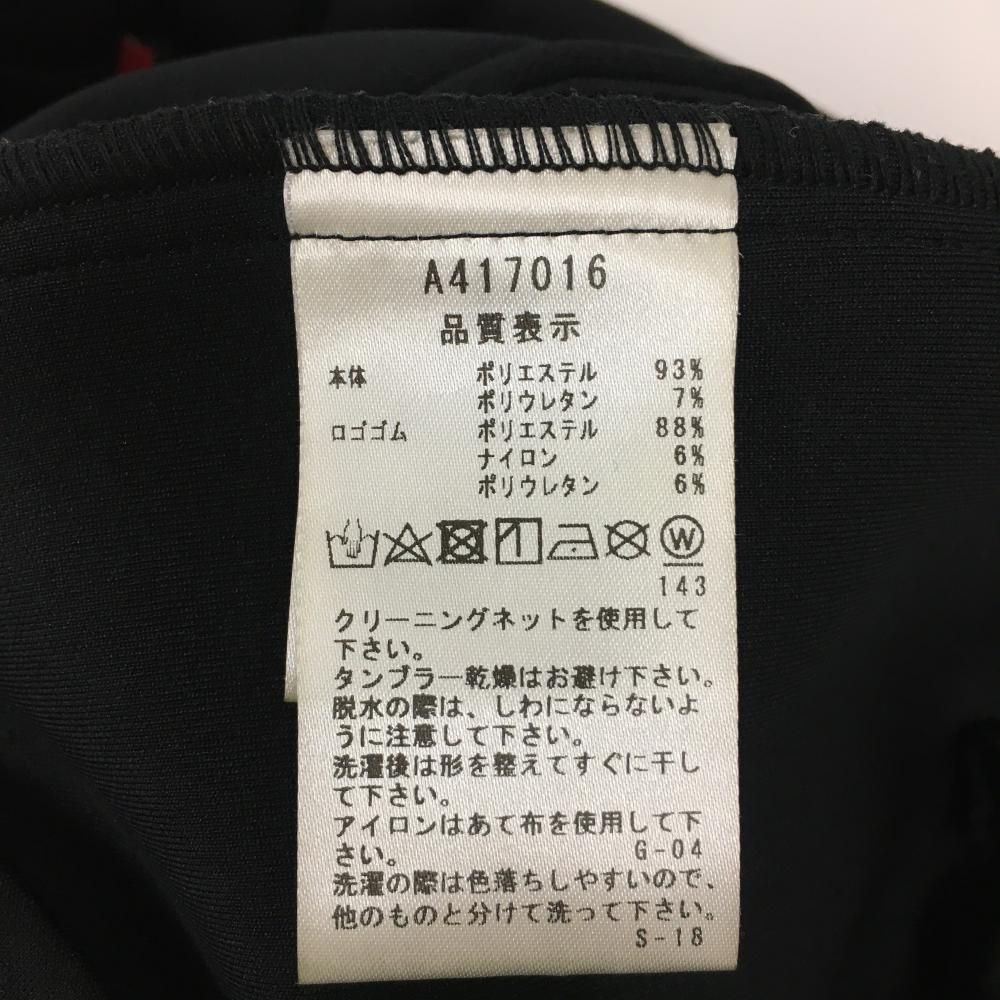 A417016
品質表示
本体 ポリエステル 93%
ポリウレタン 7%
ロゴゴム ポリエステル 88%
ナイロン 6%
ポリウレタン 6%
W
143
クリーニングネットを使用して
下さい。
タンブラー乾燥はお避け下さい。
脱水の際は、しわにならないよ
うに注意して下さい。
洗濯後は形を整えてすぐに干し
て下さい。
アイロンはあて布を使用して下
さい。 G-04
洗濯の際は色落ちしやすいので、
他のものと分けて洗って下さい。
S-18